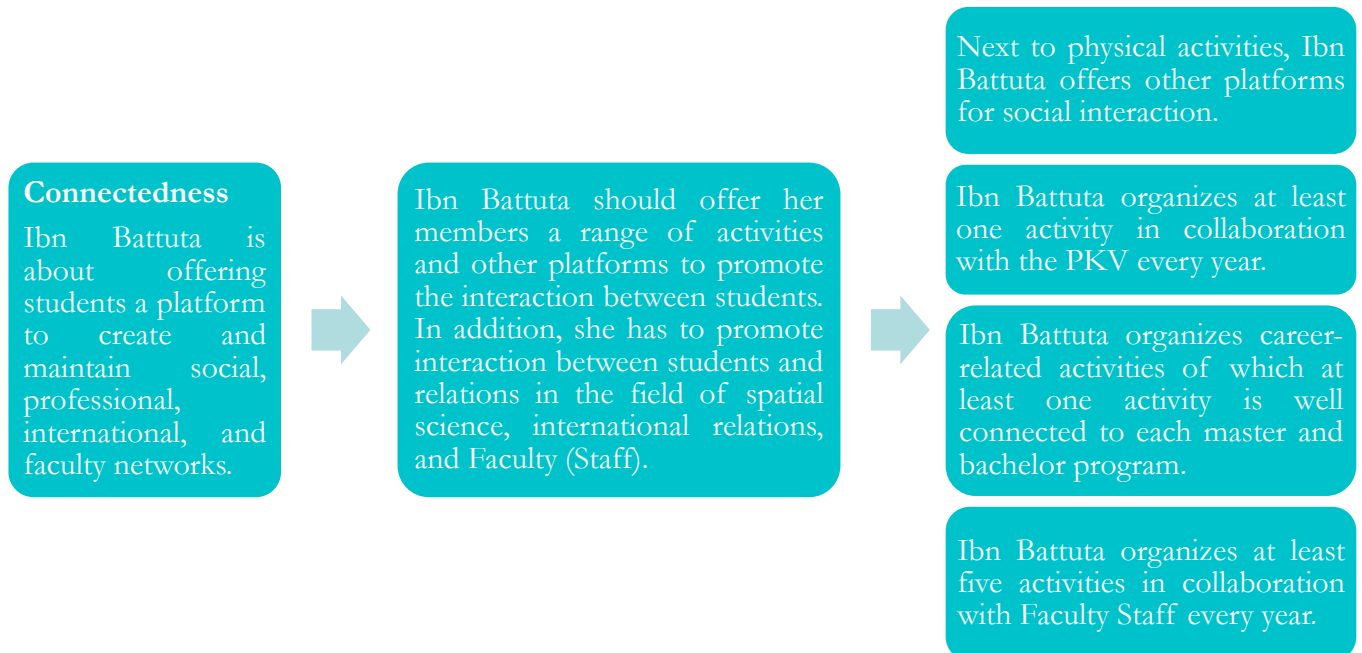 Connectedness
Ibn Battuta is
about offering
students a platform
to create and
maintain social,
professional,
international, and
faculty networks.
Ibn Battuta should offer her
members a range of activities
and other platforms to promote
the interaction between students.
In addition, she has to promote
interaction between students and
relations in the field of spatial
science, international relations,
and Faculty (Staff).
Next to physical activities, Ibn
Battuta offers other platforms
for social interaction.
Ibn Battuta organizes at least
one activity in collaboration
with the PKV every year.
Ibn Battuta organizes career-
related activities of which at
least one activity is well
connected to each master and
bachelor program.
Ibn Battuta organizes at least
five activities in collaboration
with Faculty Staff every year.